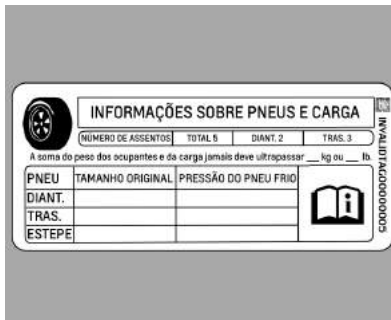 INFORMAÇÕES SOBRE PNEUS E CARGA
NÚMERO DE ASSENTOS TOTAL 5 DIANT. 2 TRAS. 3
A soma do peso dos ocupantes e da carga jamais deve ultrapassar __ kg ou __ lb.
PNEU TAMANHO ORIGINAL PRESSÃO DO PNEU FRIO
DIANT.
TRAS.
ESTEPE
INVALIDTAG00000005